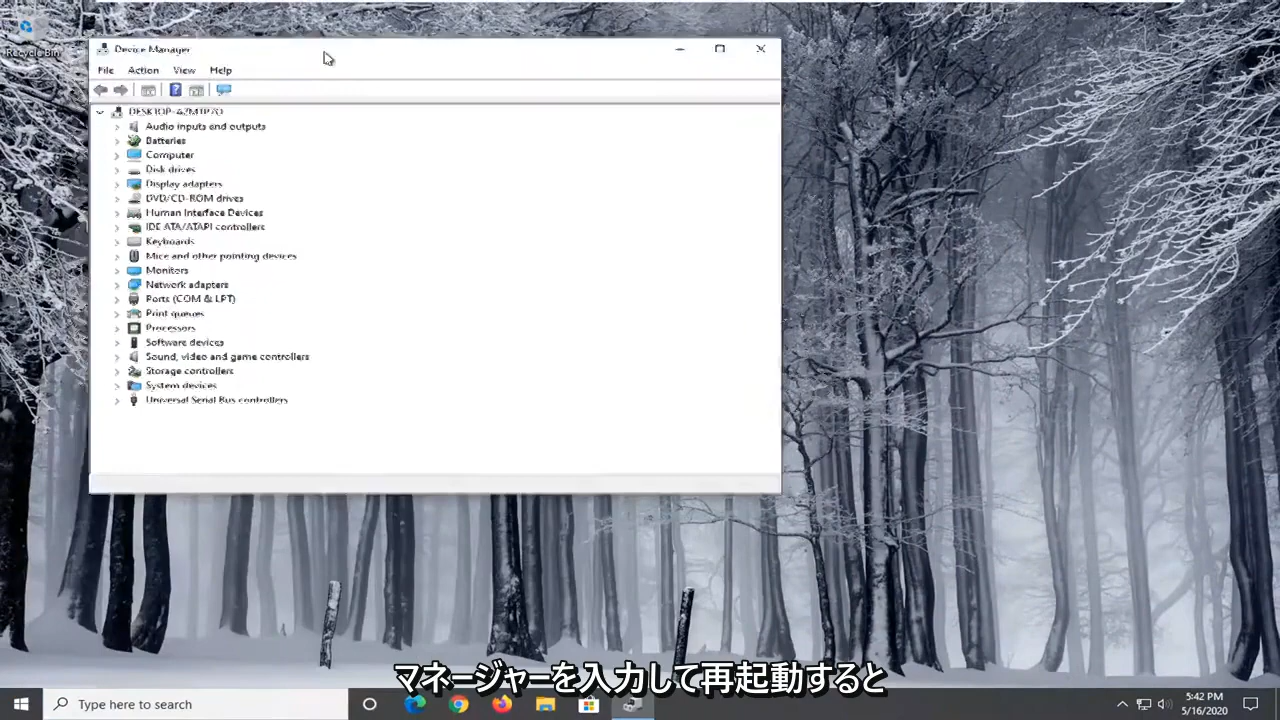 Recycle Bin
Device Manager
File Action View Help
DESKTOP-A2M1P7O
Audio inputs and outputs
Batteries
Computer
Disk drives
Display adapters
DVD/CD-ROM drives
Human Interface Devices
IDE ATA/ATAPI controllers
Keyboards
Mice and other pointing devices
Monitors
Network adapters
Ports (COM & LPT)
Print queues
Processors
Software devices
Sound, video and game controllers
Storage controllers
System devices
Universal Serial Bus controllers
マネージャーを入力して再起動すると
Type here to search
5:42 PM
5/16/2020